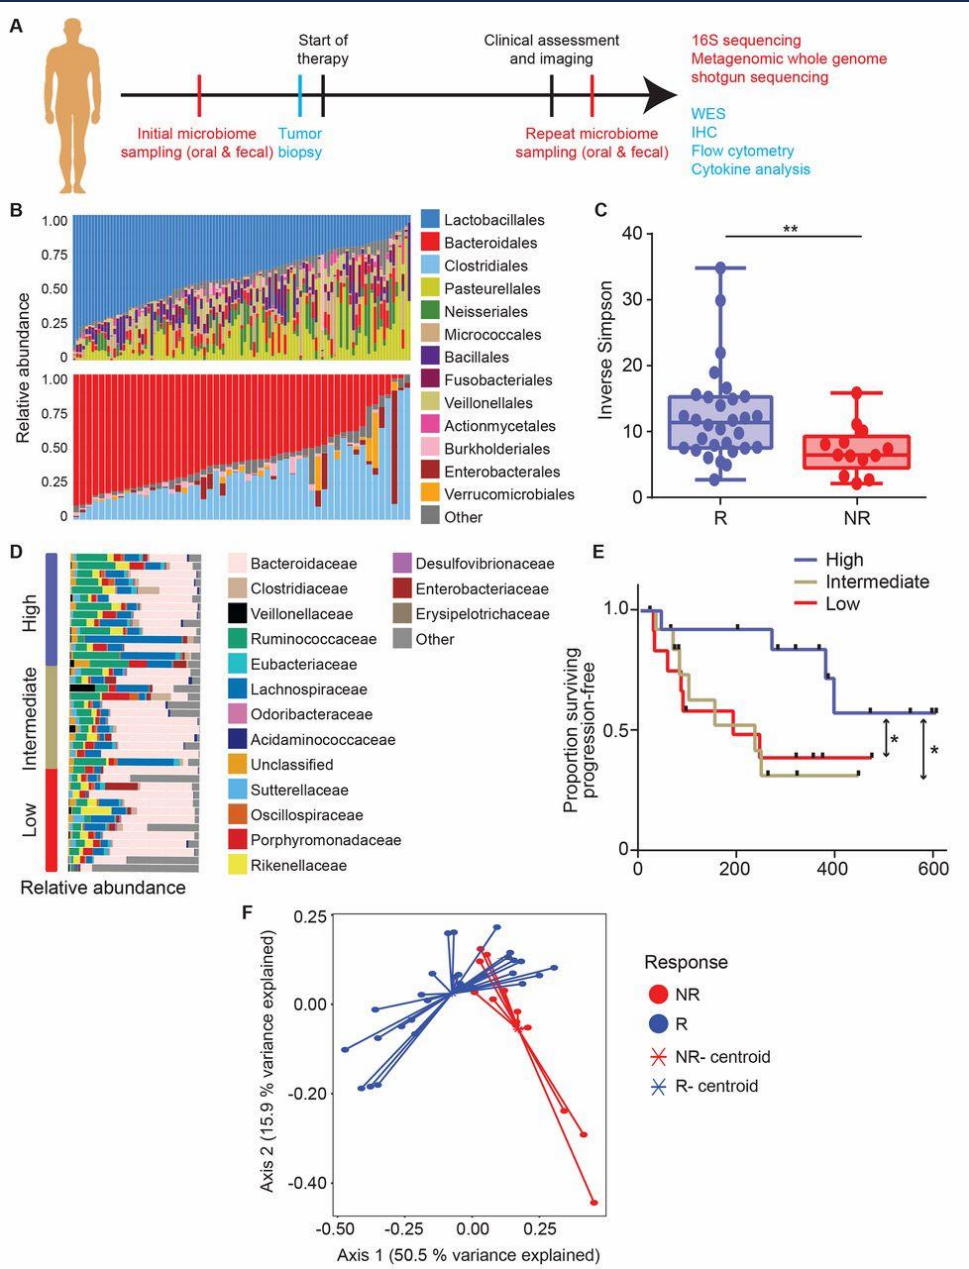 A
Start of
therapy
Clinical assessment
and imaging
Initial microbiome
sampling (oral & fecal)
Tumor
biopsy
Repeat microbiome
sampling (oral & fecal)
16S sequencing
Metagenomic whole genome
shotgun sequencing
WES
IHC
Flow cytometry
Cytokine analysis
B
Relative abundance
1.00
0.75
0.50
0.25
0
1.00
0.75
0.50
0.25
0
Lactobacillales
Bacteroidales
Clostridiales
Pasteurellales
Neisseriales
Micrococcales
Bacillales
Fusobacteriales
Veillonellales
Actionmycetales
Burkholderiales
Enterobacterales
Verrucomicrobiales
Other
C
Inverse Simpson
40
30
20
10
0
**
R
NR
D
High
Intermediate
Low
Relative abundance
Bacteroidaceae
Clostridiaceae
Veillonellaceae
Ruminococcaceae
Eubacteriaceae
Lachnospiraceae
Odoribacteraceae
Acidaminococcaceae
Unclassified
Sutterellaceae
Oscillospiraceae
Porphyromonadaceae
Rikenellaceae
Desulfovibrionaceae
Enterobacteriaceae
Erysipelotrichaceae
Other
E
High
Intermediate
Low
Proportion surviving
progression-free
1.0
0.5
0
0
200
400
600
*
*
F
Axis 2 (15.9 % variance explained)
0.25
0.00
-0.20
-0.40
-0.50
-0.25
0.00
0.25
Axis 1 (50.5 % variance explained)
Response
NR
R
NR- centroid
R- centroid